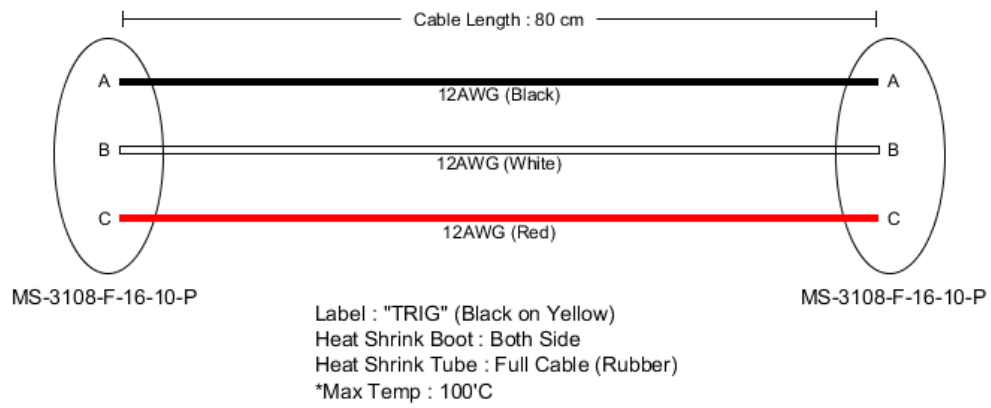 Cable Length : 80 cm
A A
12AWG (Black)
B B
12AWG (White)
C C
12AWG (Red)
MS-3108-F-16-10-P MS-3108-F-16-10-P
Label : "TRIG" (Black on Yellow)
Heat Shrink Boot : Both Side
Heat Shrink Tube : Full Cable (Rubber)
*Max Temp : 100'C